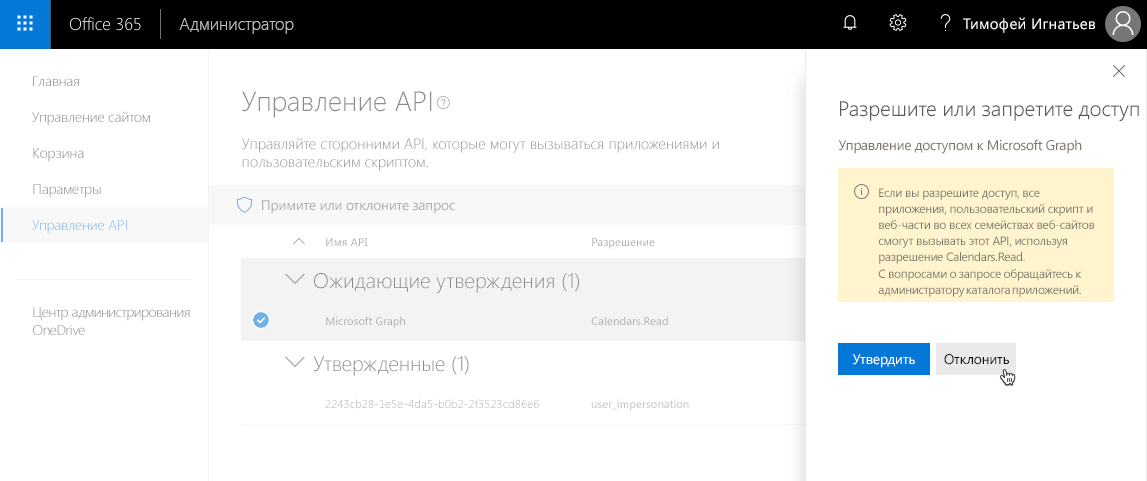 Office 365
Администратор
?
Тимофей Игнатьев
Главная
Управление сайтом
Корзина
Параметры
Управление API
Центр администрирования
OneDrive
Управление API
?
Управляйте сторонними API, которые могут вызываться приложениями и
пользовательским скриптом.
Примите или отклоните запрос
Имя API Разрешение
Ожидающие утверждения (1)
Microsoft Graph Calendars.Read
Утвержденные (1)
2243cb28-1e5e-4da5-b0b2-2f3523cd86e6 user_impersonation
Разрешите или запретите доступ
Управление доступом к Microsoft Graph
Если вы разрешите доступ, все
приложения, пользовательский скрипт и
веб-части во всех семействах веб-сайтов
смогут вызывать этот API, используя
разрешение Calendars.Read.
С вопросами о запросе обращайтесь к
администратору каталога приложений.
Утвердить Отклонить